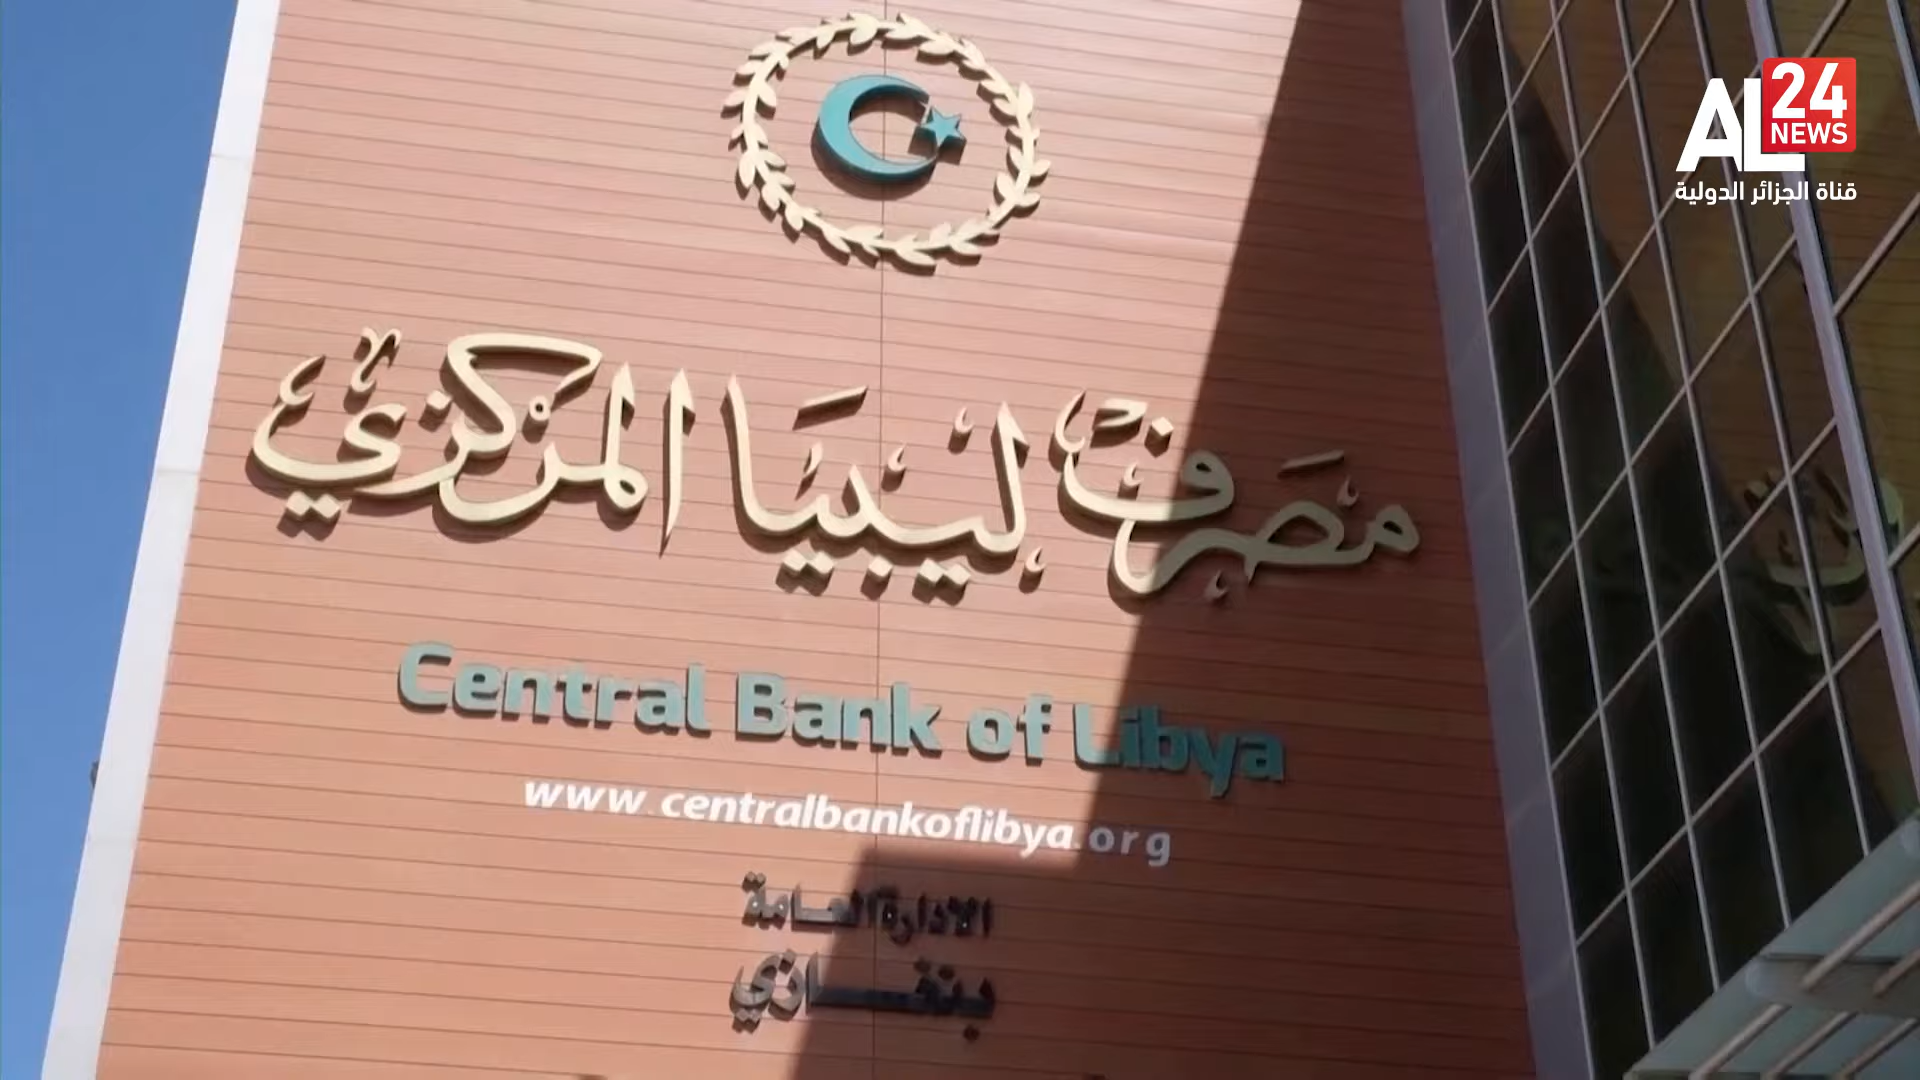 AL
24
NEWS
قناة الجزائر الدولية
مصرف ليبيا المركزي
Central Bank of Libya
www.centralbankoflibya.org
الادارة العامة
بنغازي